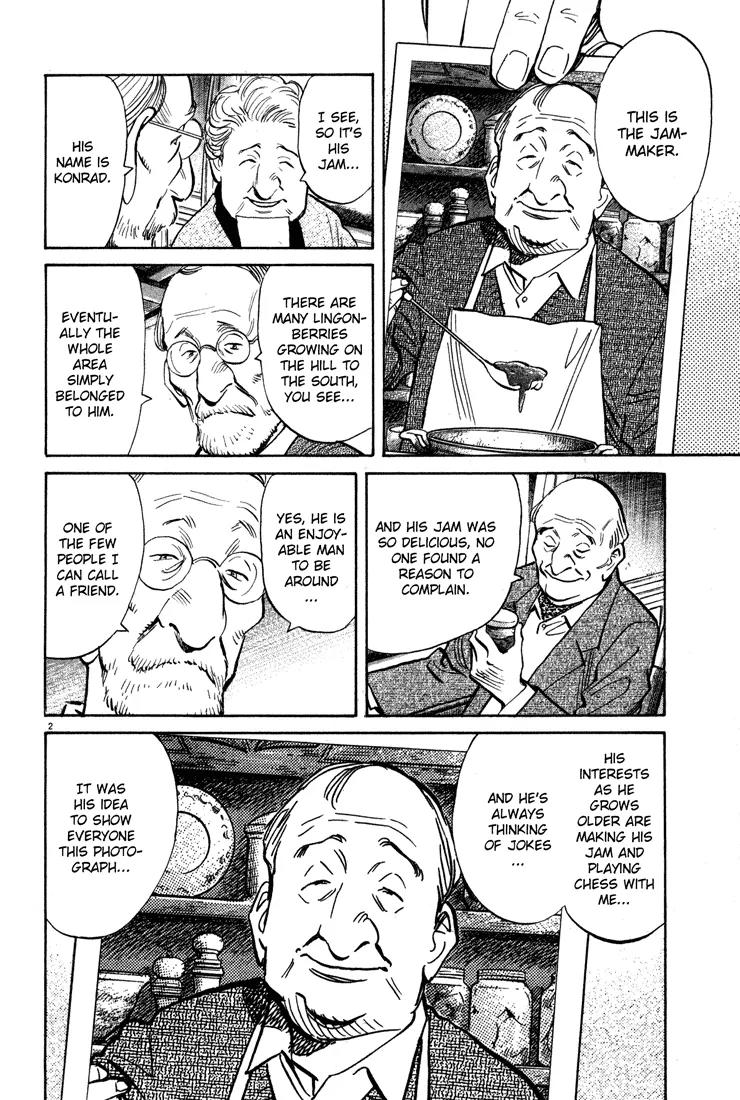 THIS IS
THE JAM-
MAKER.
I SEE,
SO IT'S
HIS
JAM...
HIS
NAME IS
KONRAD.
THERE ARE
MANY LINGON-
BERRIES
GROWING ON
THE HILL TO
THE SOUTH,
YOU SEE...
EVENTU-
ALLY THE
WHOLE
AREA
SIMPLY
BELONGED
TO HIM.
AND HIS JAM WAS
SO DELICIOUS, NO
ONE FOUND A
REASON TO
COMPLAIN.
YES, HE IS
AN ENJOY-
ABLE MAN
TO BE
AROUND
...
ONE OF
THE FEW
PEOPLE I
CAN CALL
A FRIEND.
2
HIS
INTERESTS
AS HE
GROWS
OLDER ARE
MAKING HIS
JAM AND
PLAYING
CHESS WITH
ME...
AND HE'S
ALWAYS
THINKING
OF JOKES
...
IT WAS
HIS IDEA
TO SHOW
EVERYONE
THIS PHOTO-
GRAPH...